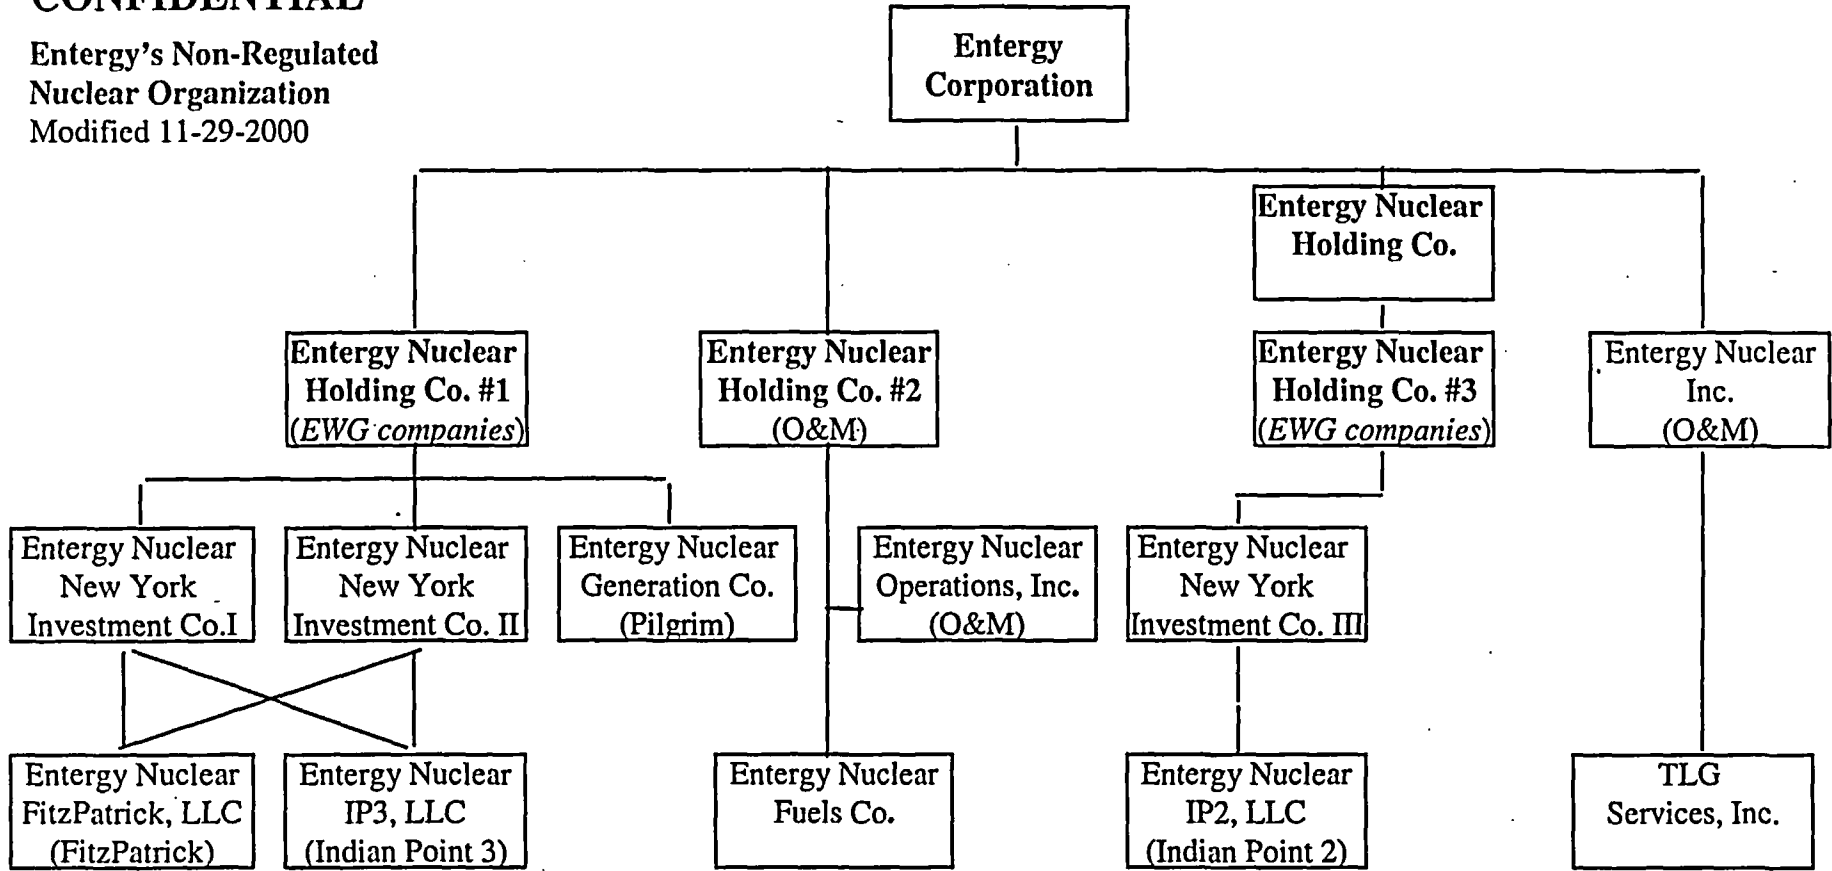 CONFIDENTIAL
Entergy's Non-Regulated
Nuclear Organization
Modified 11-29-2000
Entergy
Corporation
Entergy Nuclear
Holding Co.
Entergy Nuclear
Holding Co. #1
(EWG companies)
Entergy Nuclear
Holding Co. #2
(O&M)
Entergy Nuclear
Holding Co. #3
(EWG companies)
Entergy Nuclear
Inc.
(O&M)
Entergy Nuclear
New York
Investment Co.I
Entergy Nuclear
New York
Investment Co. II
Entergy Nuclear
Generation Co.
(Pilgrim)
Entergy Nuclear
Operations, Inc.
(O&M)
Entergy Nuclear
New York
Investment Co. III
Entergy Nuclear
FitzPatrick, LLC
(FitzPatrick)
Entergy Nuclear
IP3, LLC
(Indian Point 3)
Entergy Nuclear
Fuels Co.
Entergy Nuclear
IP2, LLC
(Indian Point 2)
TLG
Services, Inc.